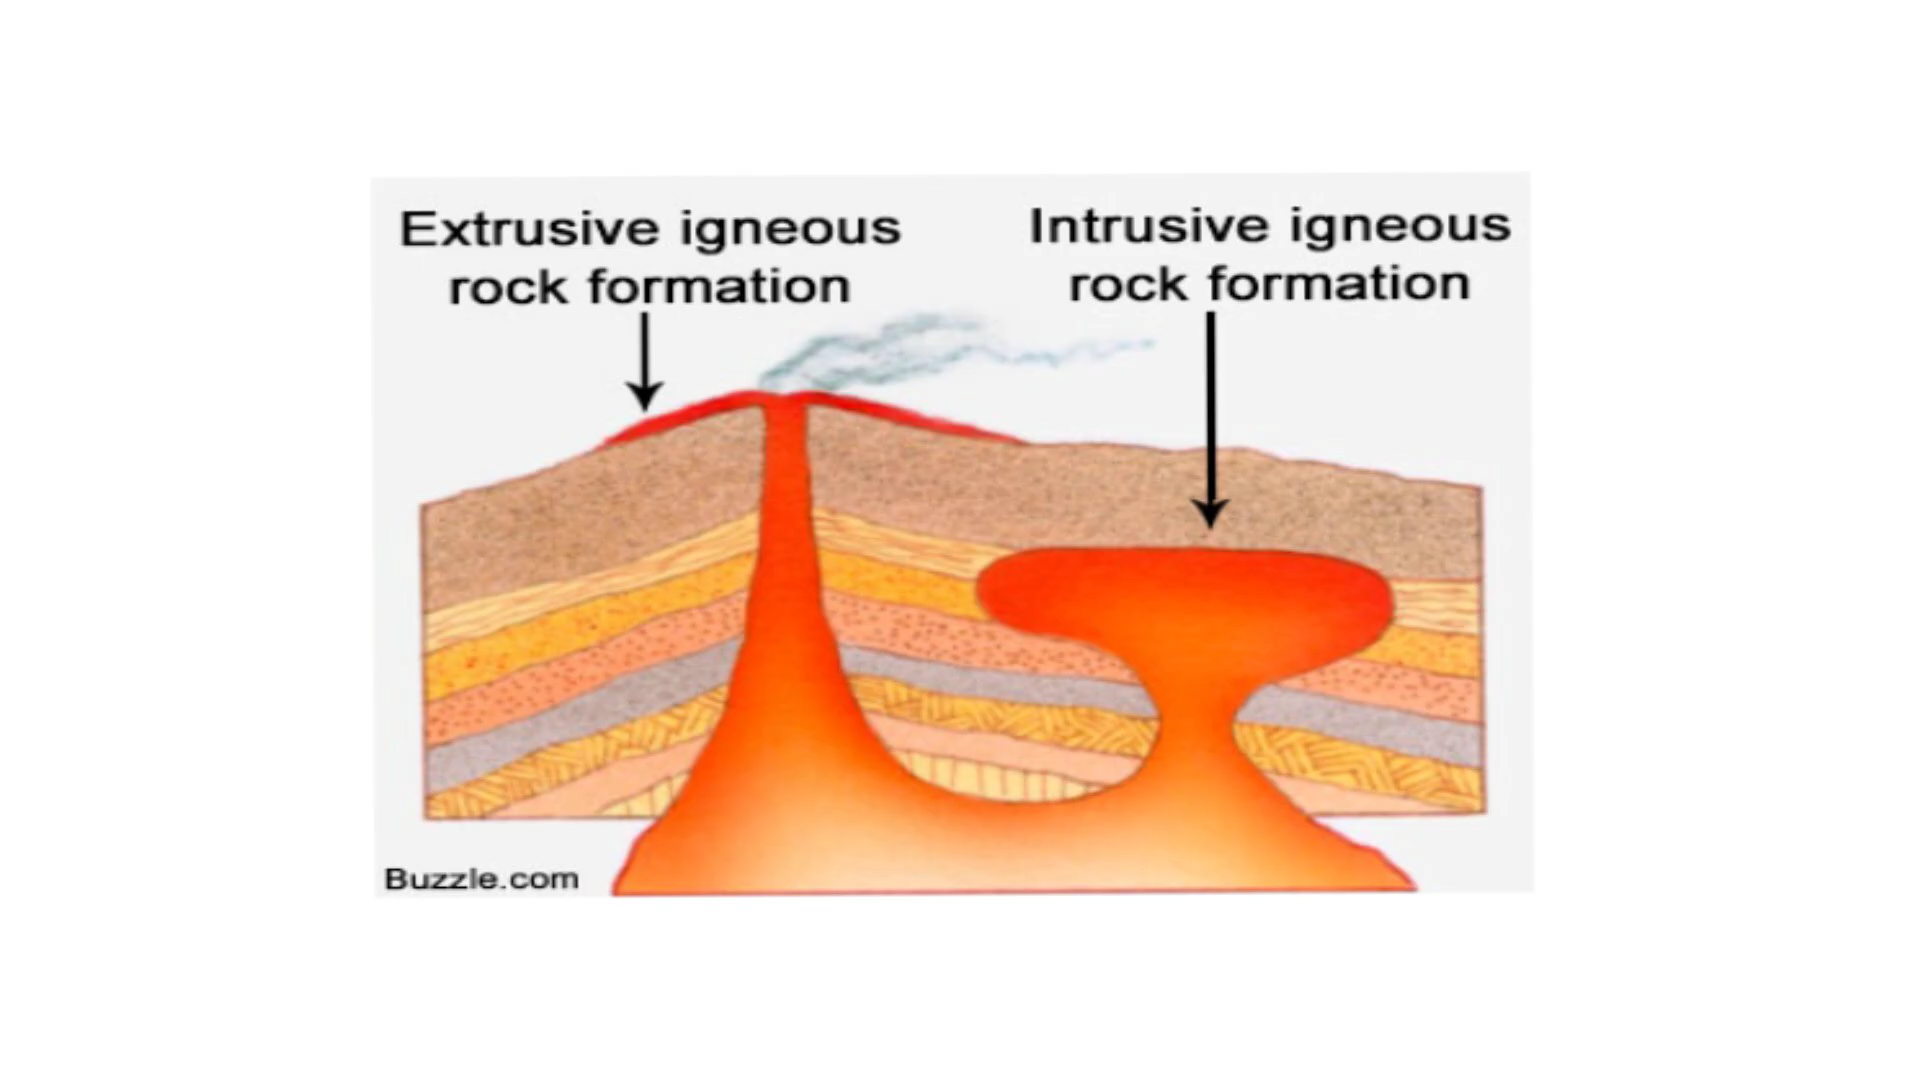 Extrusive igneous
rock formation
Intrusive igneous
rock formation
Buzzle.com